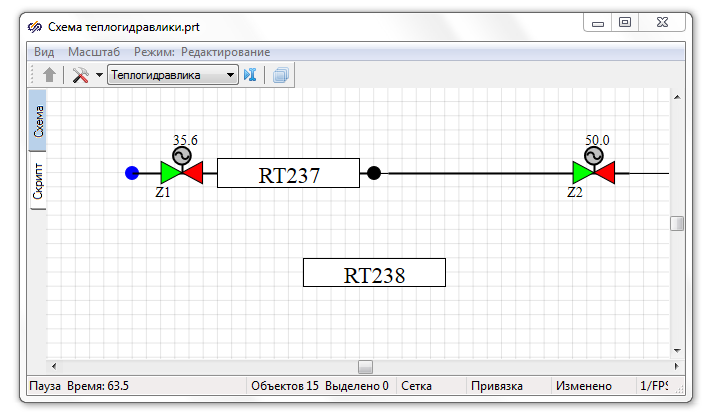 Схема теплогидравлики.prt
Вид Масштаб Режим: Редактирование
Теплогидравлика
Схема
Скрипт
35.6
50.0
RT237
Z1
Z2
RT238
Пауза Время: 63.5 Объектов 15 Выделено 0 Сетка Привязка Изменено 1/FPS